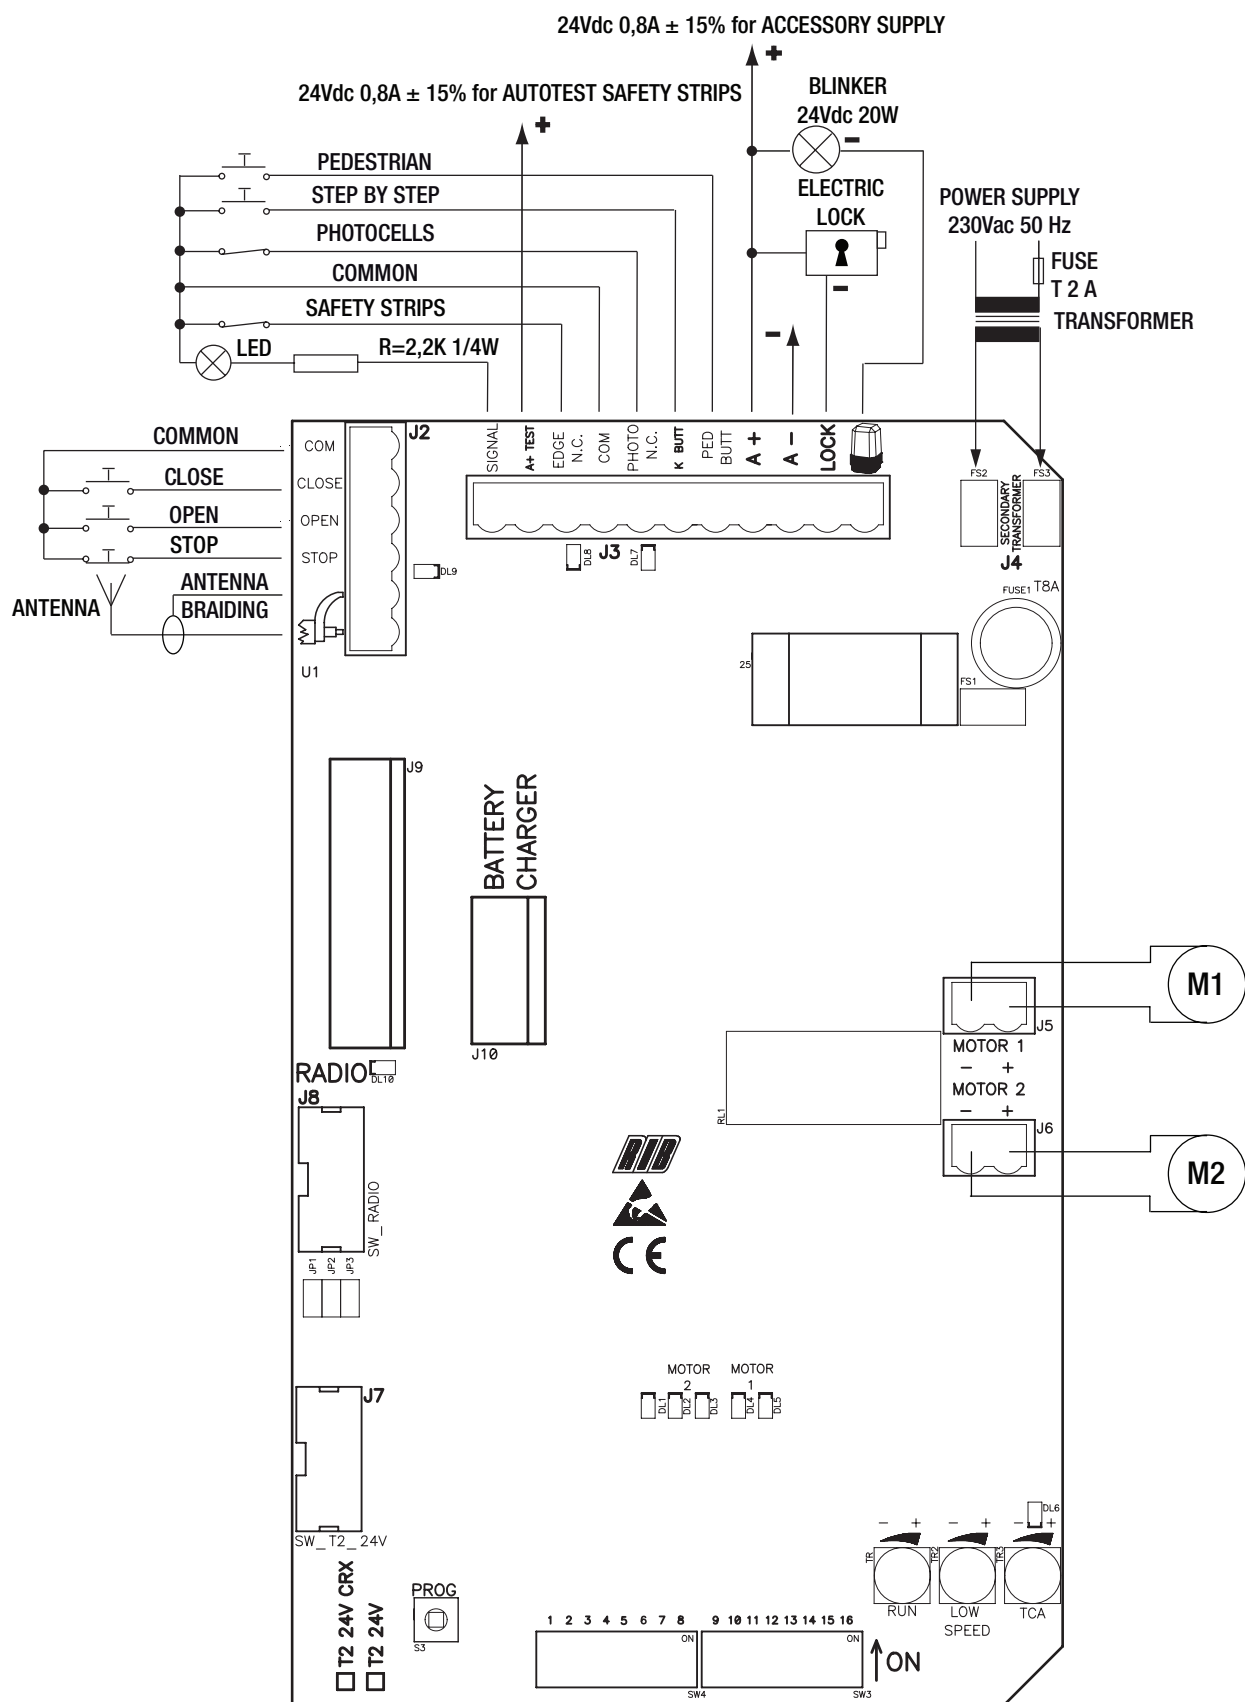 24Vdc 0,8A ± 15% for ACCESSORY SUPPLY
+
24Vdc 0,8A ± 15% for AUTOTEST SAFETY STRIPS
+
BLINKER
24Vdc 20W
-
PEDESTRIAN
STEP BY STEP
PHOTOCELLS
COMMON
SAFETY STRIPS
LED
R=2,2K 1/4W
ELECTRIC
LOCK
-
-
POWER SUPPLY
230Vac 50 Hz
FUSE
T 2 A
TRANSFORMER
COMMON
CLOSE
OPEN
STOP
ANTENNA
ANTENNA
BRAIDING
COM
CLOSE
OPEN
STOP
U1
J2
DL9
SIGNAL
A+ TEST
EDGE
N.C.
COM
PHOTO
N.C.
K BUTT
PED
BUTT
A +
A -
LOCK
DL8
J3
DL7
FS2
SECONDARY
TRANSFORMER
FS3
J4
FUSE1 T8A
25
FS1
J9
BATTERY
CHARGER
J10
RADIO
DL10
J8
SW_RADIO
JP1
JP2
JP3
J5
MOTOR 1
- +
MOTOR 2
- +
J6
RL1
M1
M2
RIB
CE
MOTOR
2
MOTOR
1
DL1
DL2
DL3
DL4
DL5
J7
SW_T2_24V
T2 24V CRX
T2 24V
PROG
S3
1 2 3 4 5 6 7 8
ON
SW4
9 10 11 12 13 14 15 16
ON
SW3
ON
DL6
- +
- +
- +
TR
TR2
TR3
RUN
LOW
SPEED
TCA